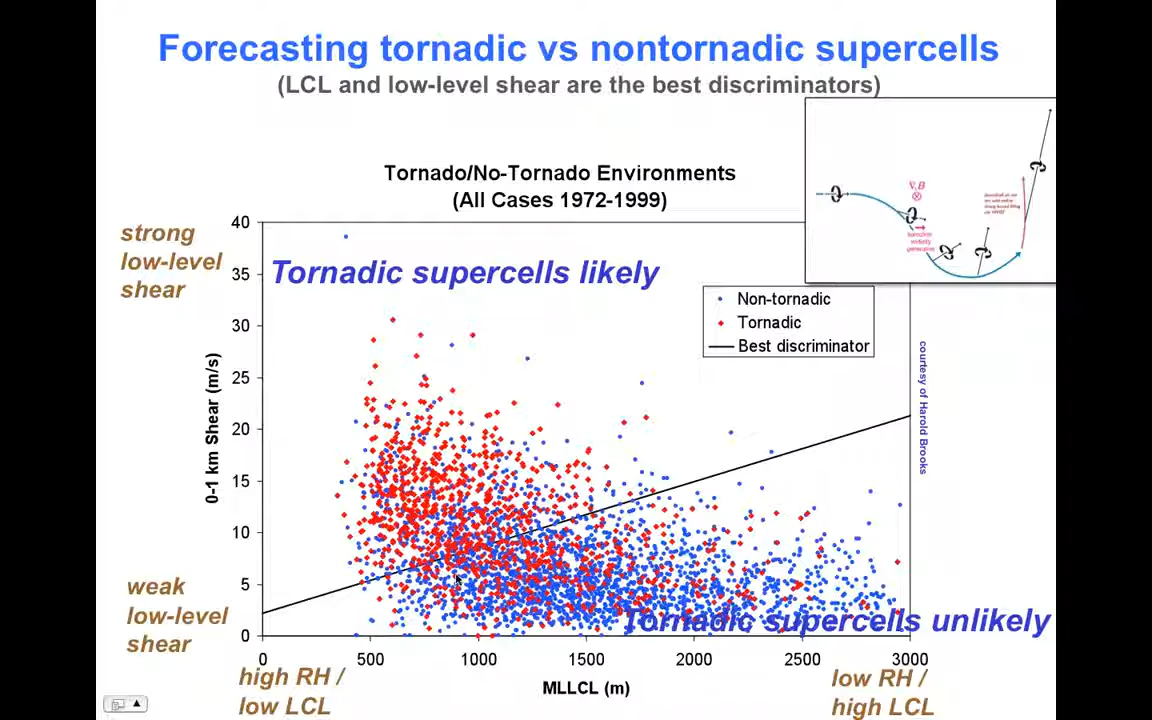 Forecasting tornadic vs nontornadic supercells
(LCL and low-level shear are the best discriminators)
Tornado/No-Tornado Environments
(All Cases 1972-1999)
strong
low-level
shear
weak
low-level
shear
0-1 km Shear (m/s)
40
35
30
25
20
15
10
5
0
Tornadic supercells likely
Non-tornadic
Tornadic
Best discriminator
∇ B
⊗
courtesy of Harold Brooks
Tornadic supercells unlikely
0
500
1000
1500
2000
2500
3000
MLLCL (m)
high RH /
low LCL
low RH /
high LCL